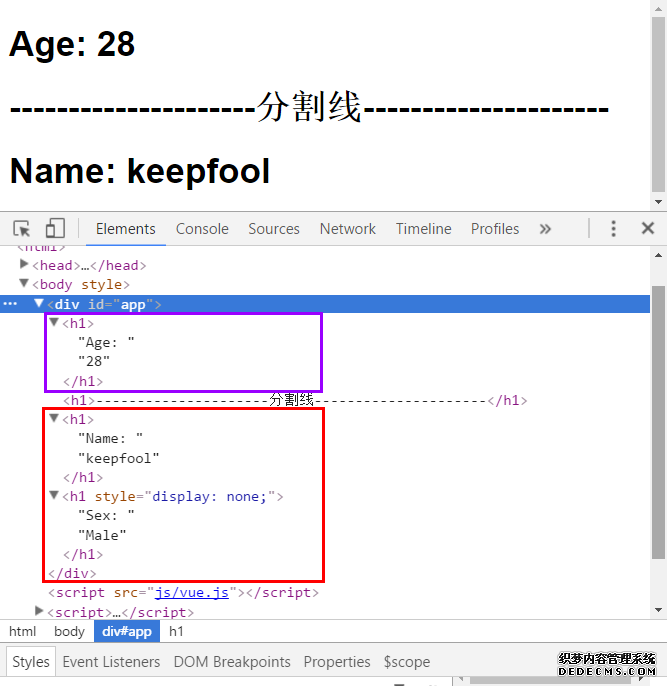 Age: 28
---------------------分割线---------------------
Name: keepfool
Elements Console Sources Network Timeline Profiles »
<html>
<head>…</head>
<body style>
<div id="app">
<h1>
"Age: "
"28"
</h1>
<h1>---------------------分割线---------------------</h1>
<h1>
"Name: "
"keepfool"
</h1>
<h1 style="display: none;">
"Sex: "
"Male"
</h1>
</div>
<script src="js/vue.js"></script>
<script>…</script>
html body div#app h1
Styles Event Listeners DOM Breakpoints Properties $scope
织梦内容管理系统
DEDECMS.COM